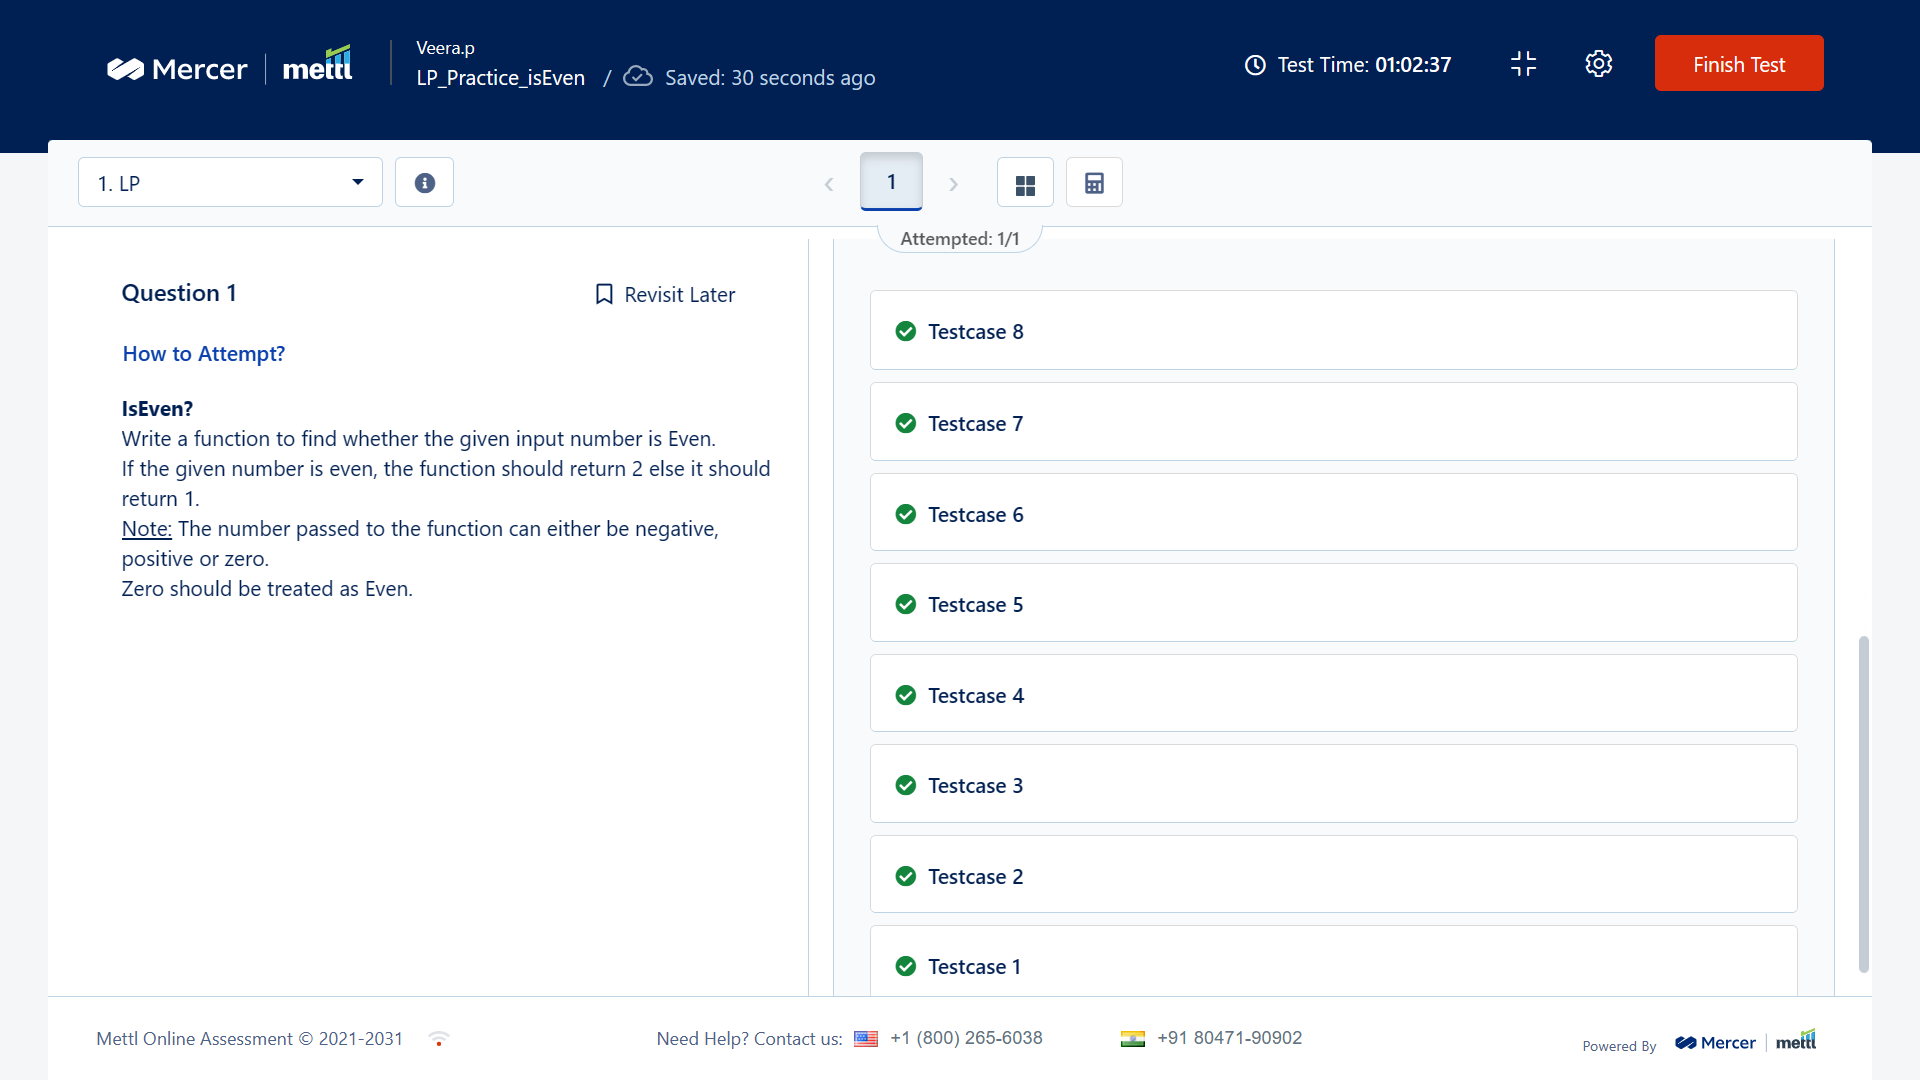 Mercer
mettl
Veera.p
LP_Practice_isEven / Saved: 30 seconds ago
Test Time: 01:02:37
Finish Test
1. LP
1
Attempted: 1/1
Question 1
Revisit Later
How to Attempt?
IsEven?
Write a function to find whether the given input number is Even.
If the given number is even, the function should return 2 else it should
return 1.
Note: The number passed to the function can either be negative,
positive or zero.
Zero should be treated as Even.
Testcase 8
Testcase 7
Testcase 6
Testcase 5
Testcase 4
Testcase 3
Testcase 2
Testcase 1
Mettl Online Assessment © 2021-2031
Need Help? Contact us: +1 (800) 265-6038
+91 80471-90902
Powered By
Mercer
mettl